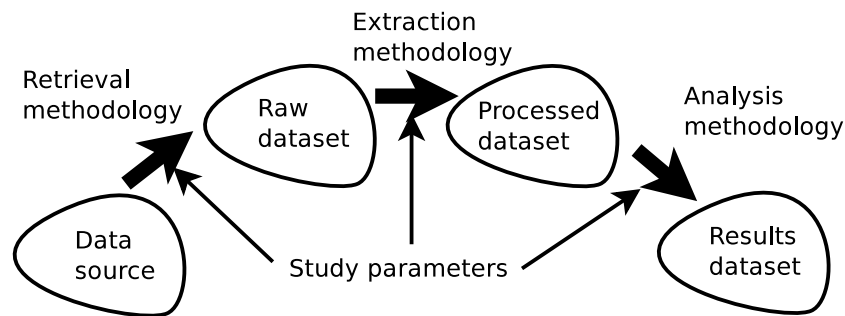 Extraction
methodology
Retrieval
methodology
Raw
dataset
Processed
dataset
Analysis
methodology
Data
source
Study parameters
Results
dataset